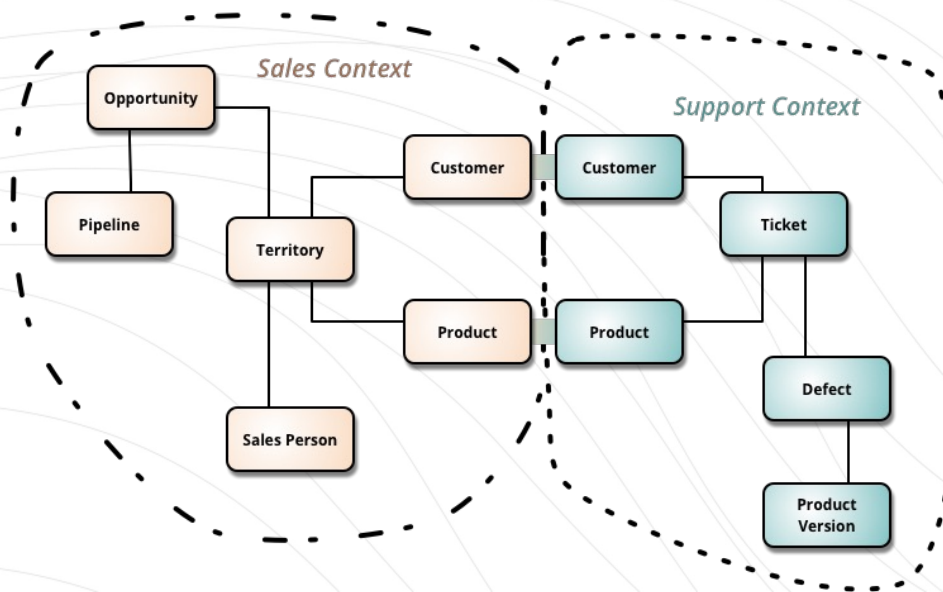 Sales Context
Support Context
Opportunity
Customer
Customer
Pipeline
Territory
Ticket
Product
Product
Defect
Sales Person
Product
Version